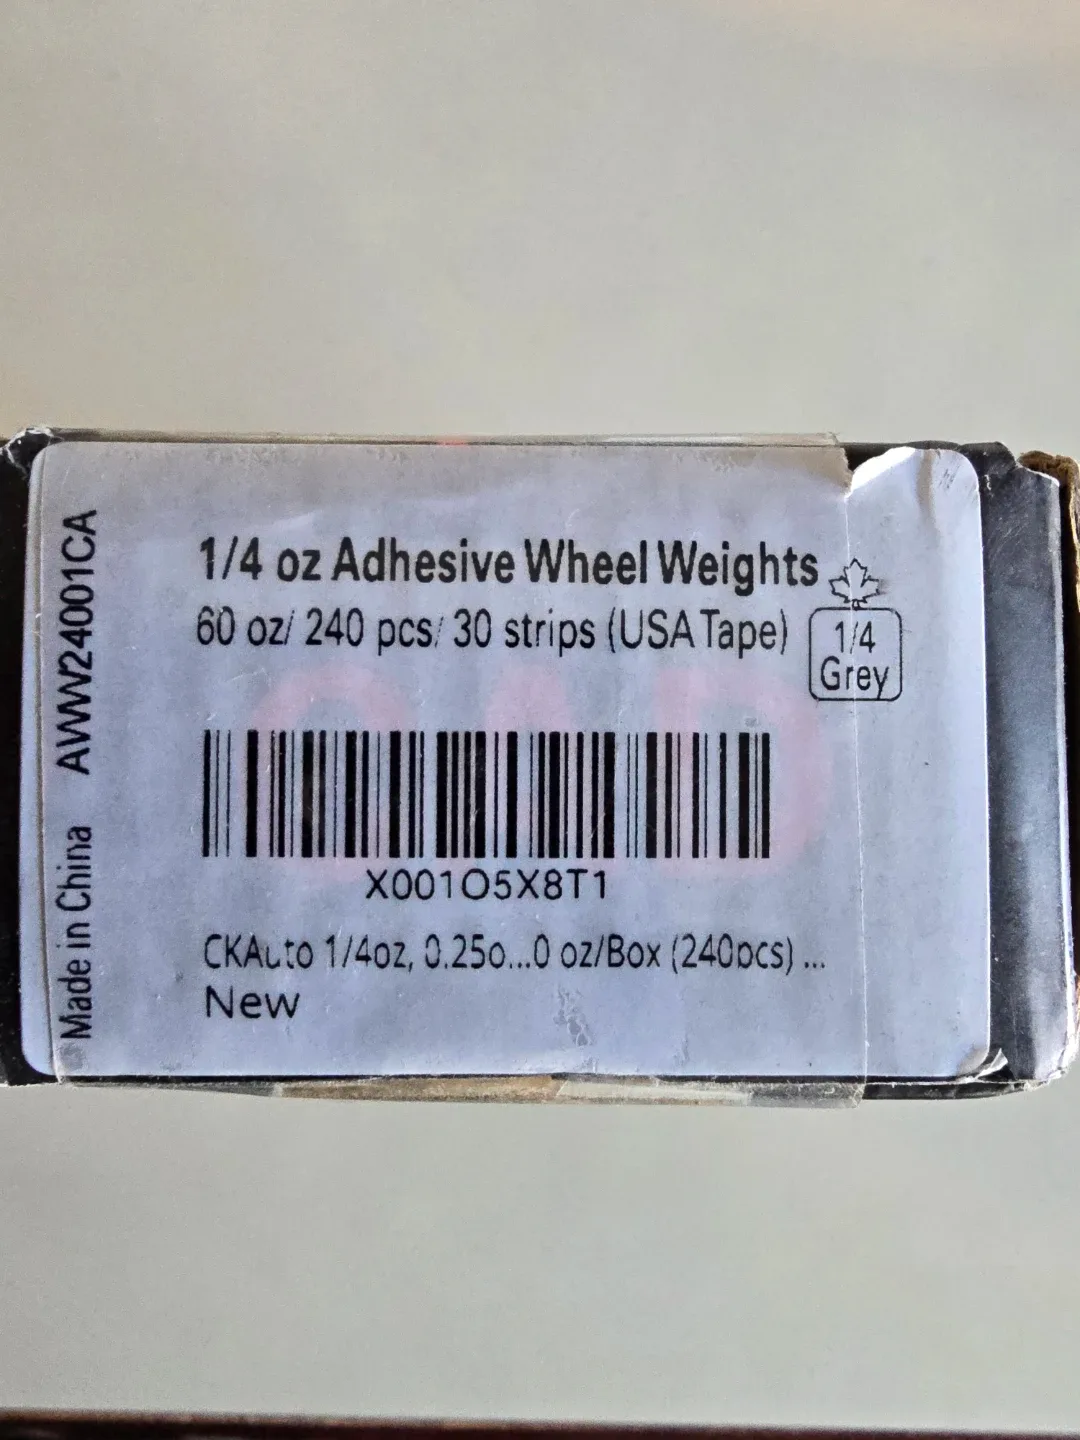 1/4 oz Adhesive Wheel Weights
60 oz/ 240 pcs/ 30 strips (USA Tape)
1/4
Grey
X001O5X8T1
CKAuto 1/4oz, 0.25o...0 oz/Box (240pcs) ...
New
Made in China AWW24001CA